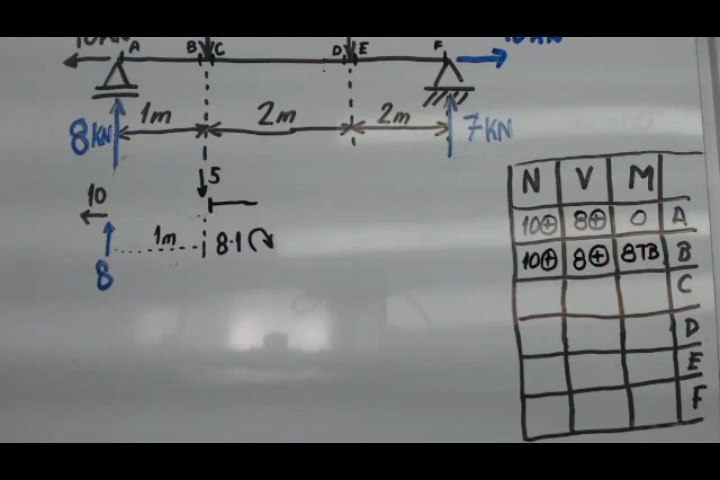 A B C D E F
1m 2m 2m
8KN 7KN
5
10
1m 8·1
8
N V M
10⊕ 8⊕ 0 A
10⊕ 8⊕ 8TB B
C
D
E
F